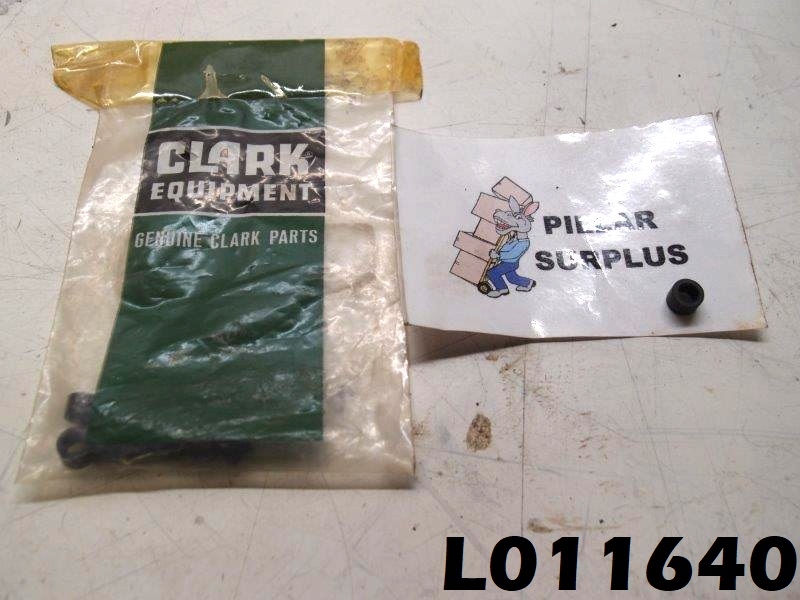 CLARK
EQUIPMENT
GENUINE CLARK PARTS
PILLAR
SURPLUS
L011640